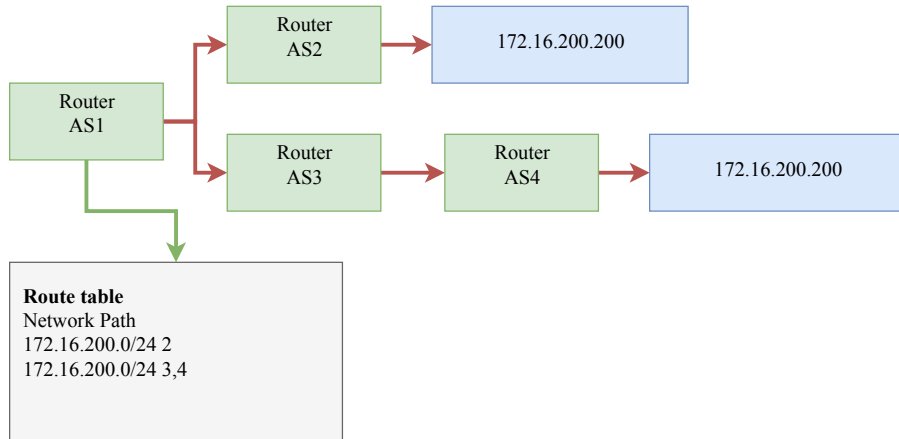 Router
AS2
172.16.200.200
Router
AS1
Router
AS3
Router
AS4
172.16.200.200
Route table
Network Path
172.16.200.0/24 2
172.16.200.0/24 3,4